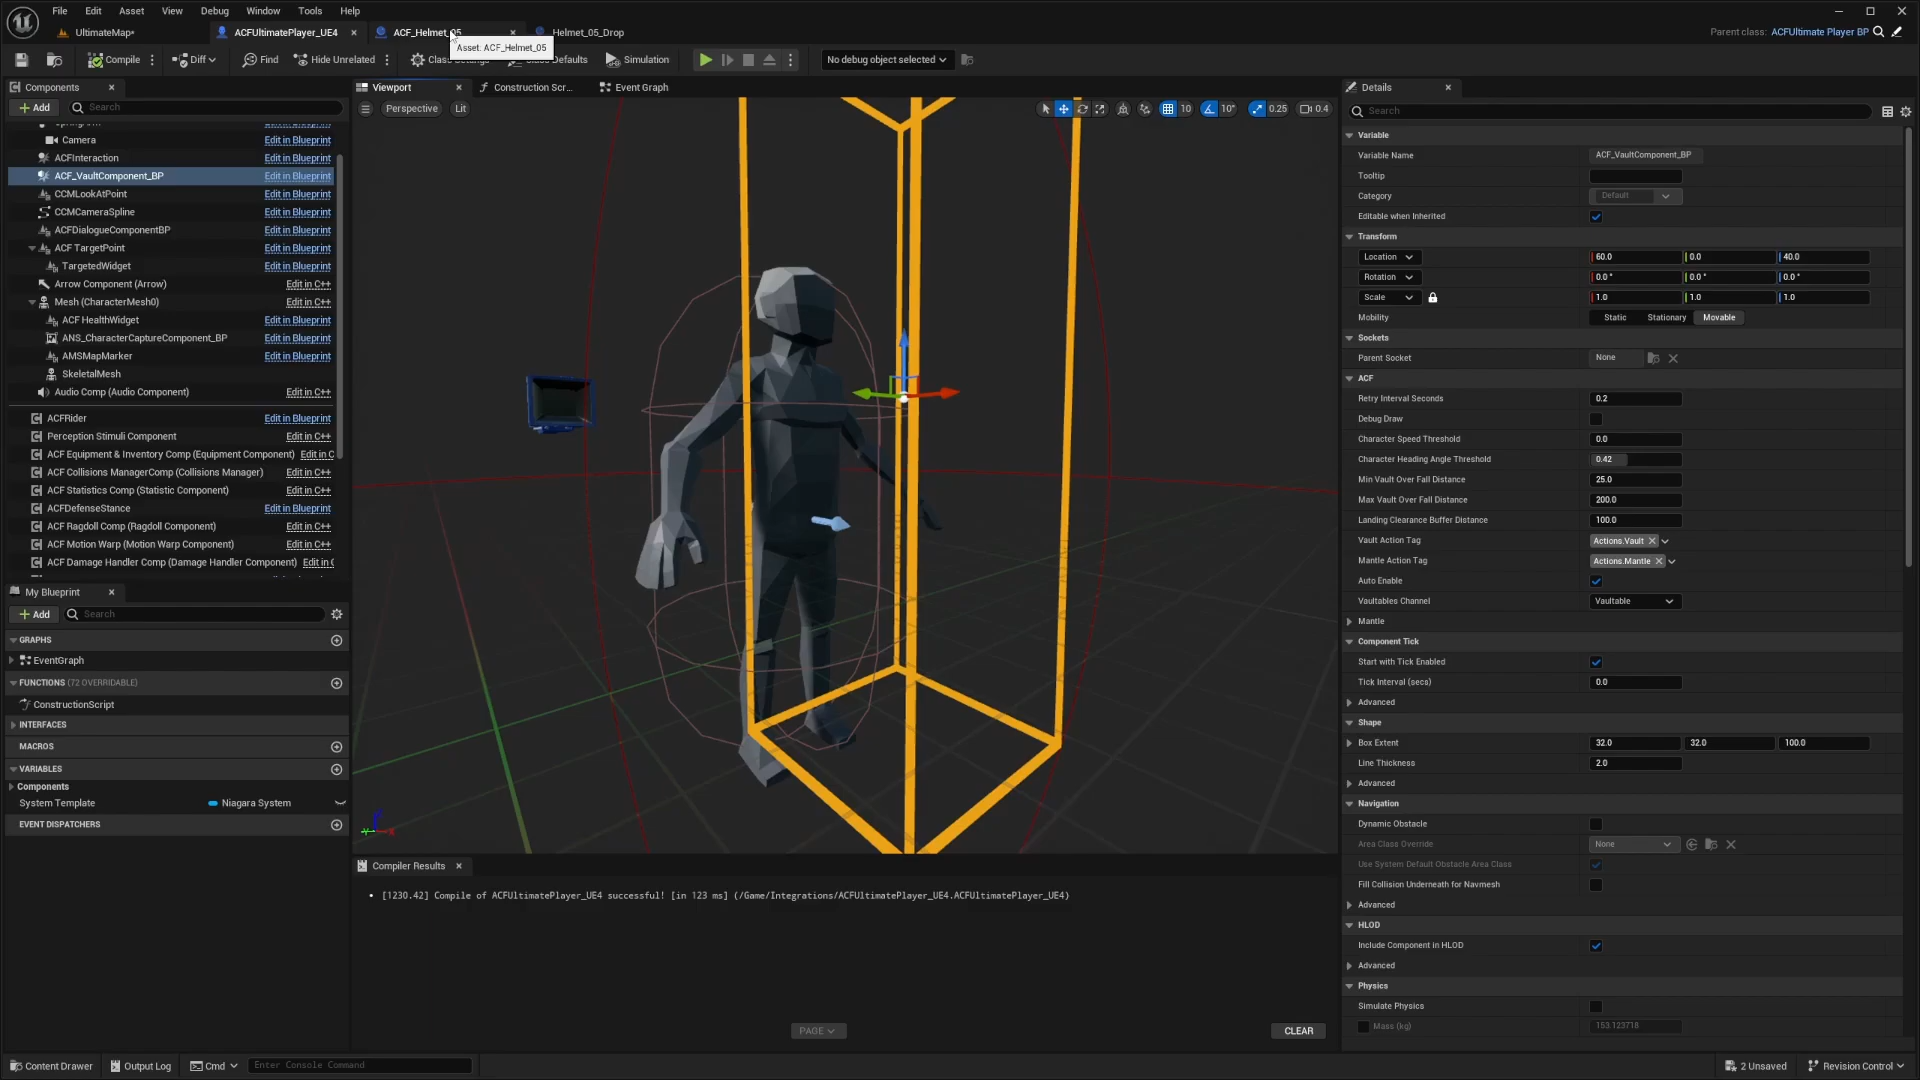 File Edit Asset View Debug Window Tools Help
UltimateMap*
ACFUltimatePlayer_UE4
ACF_Helmet_05
Helmet_05_Drop
Parent class: ACFUltimate Player BP
Asset: ACF_Helmet_05
Compile
Diff
Find
Hide Unrelated
Defaults
Simulation
No debug object selected
Components
Add
Search
Camera Edit in Blueprint
ACFInteraction Edit in Blueprint
ACF_VaultComponent_BP Edit in Blueprint
CCMLookAtPoint Edit in Blueprint
CCMCameraSpline Edit in Blueprint
ACFDialogueComponentBP Edit in Blueprint
ACF TargetPoint Edit in Blueprint
TargetedWidget Edit in Blueprint
Arrow Component (Arrow) Edit in C++
Mesh (CharacterMesh0) Edit in C++
ACF HealthWidget Edit in Blueprint
ANS_CharacterCaptureComponent_BP Edit in Blueprint
AMSMapMarker Edit in Blueprint
SkeletalMesh
Audio Comp (Audio Component) Edit in C++
ACFRider Edit in Blueprint
Perception Stimuli Component Edit in C++
ACF Equipment & Inventory Comp (Equipment Component) Edit in C
ACF Collisions ManagerComp (Collisions Manager) Edit in C++
ACF Statistics Comp (Statistic Component) Edit in C++
ACFDefenseStance Edit in Blueprint
ACF Ragdoll Comp (Ragdoll Component) Edit in C++
ACF Motion Warp (Motion Warp Component) Edit in C++
ACF Damage Handler Comp (Damage Handler Component) Edit in C
My Blueprint
Add
Search
GRAPHS
EventGraph
FUNCTIONS (72 OVERRIDABLE)
ConstructionScript
INTERFACES
MACROS
VARIABLES
Components
System Template Niagara System
EVENT DISPATCHERS
Viewport
Construction Scr...
Event Graph
Perspective
Lit
10
10°
0.25
0.4
Compiler Results
[1230.42] Compile of ACFUltimatePlayer_UE4 successful! [in 123 ms] (/Game/Integrations/ACFUltimatePlayer_UE4.ACFUltimatePlayer_UE4)
PAGE
CLEAR
Details
Search
Variable
Variable Name ACF_VaultComponent_BP
Tooltip
Category Default
Editable when Inherited
Transform
Location 60.0 0.0 40.0
Rotation 0.0° 0.0° 0.0°
Scale 1.0 1.0 1.0
Mobility Static Stationary Movable
Sockets
Parent Socket None
ACF
Retry Interval Seconds 0.2
Debug Draw
Character Speed Threshold 0.0
Character Heading Angle Threshold 0.42
Min Vault Over Fall Distance 25.0
Max Vault Over Fall Distance 200.0
Landing Clearance Buffer Distance 100.0
Vault Action Tag Actions.Vault
Mantle Action Tag Actions.Mantle
Auto Enable
Vaultables Channel Vaultable
Mantle
Component Tick
Start with Tick Enabled
Tick Interval (secs) 0.0
Advanced
Shape
Box Extent 32.0 32.0 100.0
Line Thickness 2.0
Advanced
Navigation
Dynamic Obstacle
Area Class Override None
Use System Default Obstacle Area Class
Fill Collision Underneath for Navmesh
Advanced
HLOD
Include Component in HLOD
Advanced
Physics
Simulate Physics
Mass (kg) 153.123718
Content Drawer
Output Log
Cmd
Enter Console Command
2 Unsaved
Revision Control